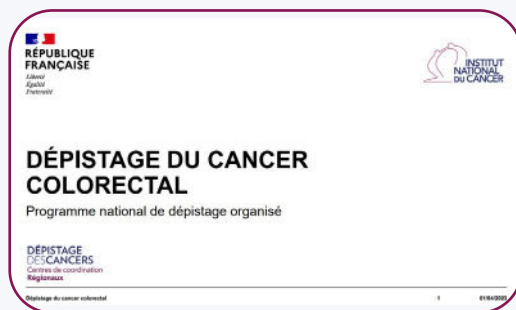 RÉPUBLIQUE
FRANÇAISE
Liberté
Égalité
Fraternité
INSTITUT
NATIONAL
DU CANCER
DÉPISTAGE DU CANCER
COLORECTAL
Programme national de dépistage organisé
DÉPISTAGE
DESCANCERS
Centres de coordination
Régionaux
Dépistage du cancer colorectal
1